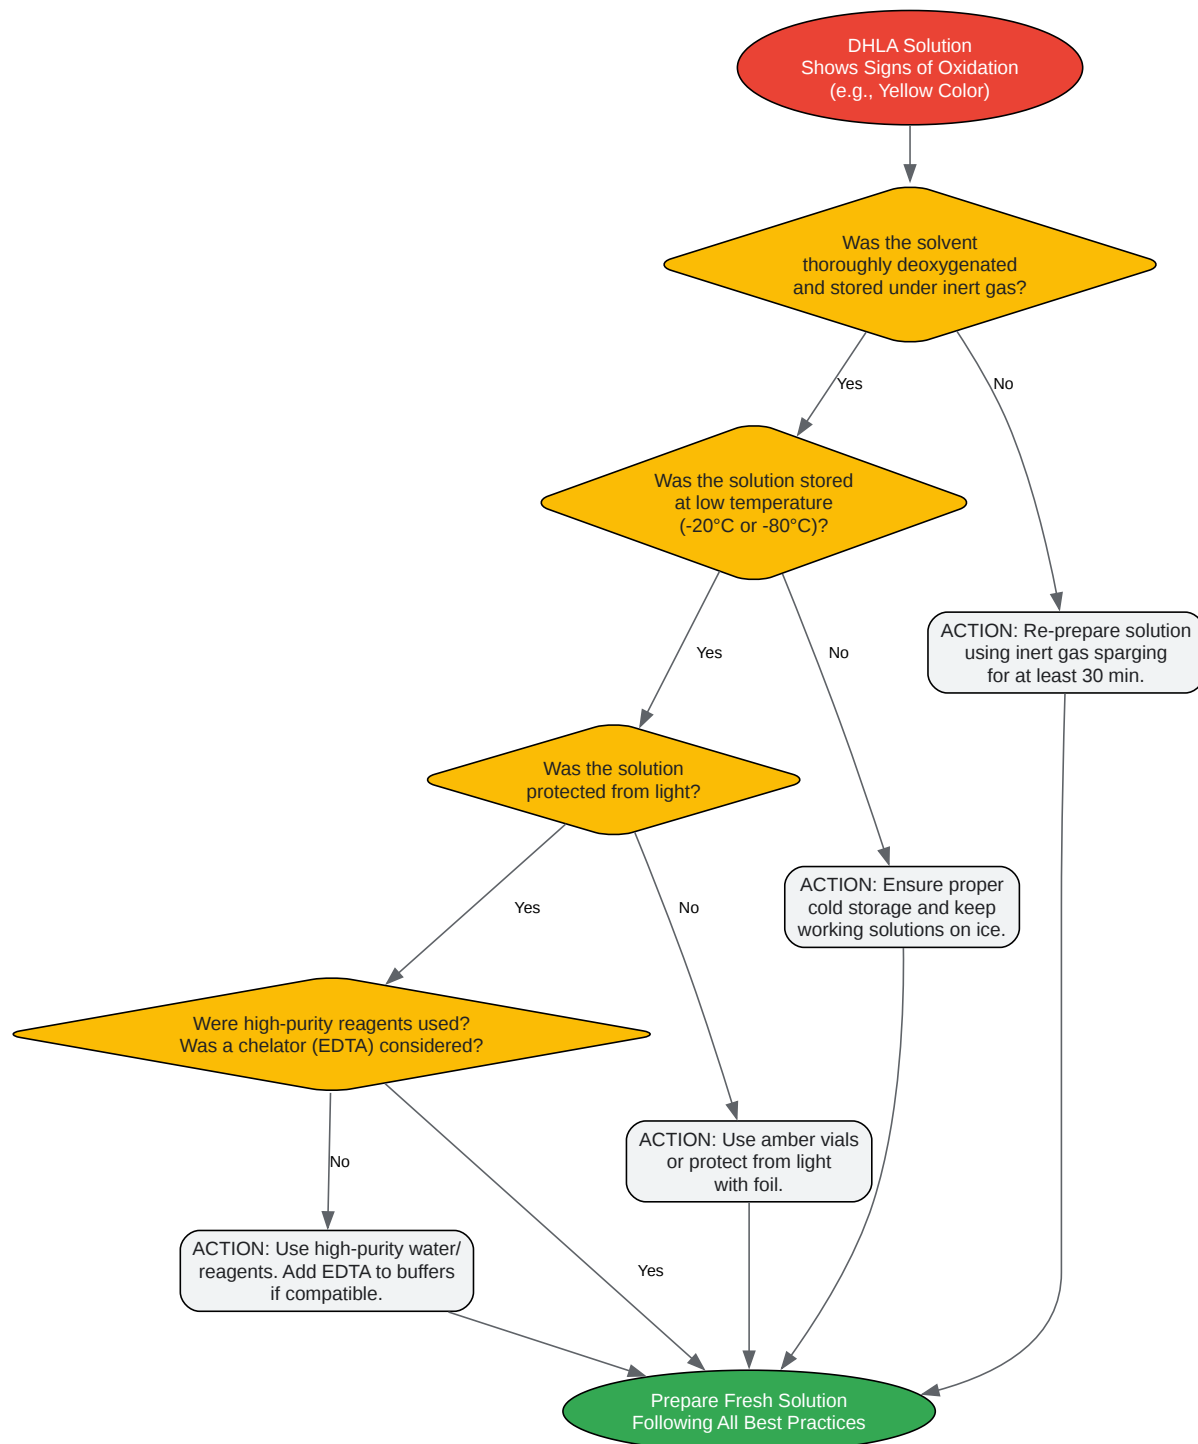 DHLA Solution
Shows Signs of Oxidation
(e.g., Yellow Color)
Was the solvent
thoroughly deoxygenated
and stored under inert gas?
Yes
No
Was the solution stored
at low temperature
(-20°C or -80°C)?
Yes
No
ACTION: Re-prepare solution
using inert gas sparging
for at least 30 min.
Was the solution
protected from light?
Yes
No
ACTION: Ensure proper
cold storage and keep
working solutions on ice.
Were high-purity reagents used?
Was a chelator (EDTA) considered?
No
Yes
ACTION: Use amber vials
or protect from light
with foil.
ACTION: Use high-purity water/
reagents. Add EDTA to buffers
if compatible.
Prepare Fresh Solution
Following All Best Practices